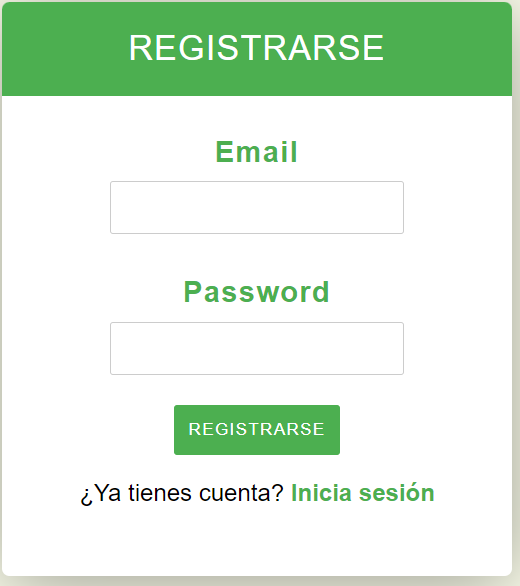 REGISTRARSE
Email
Password
REGISTRARSE
¿Ya tienes cuenta? Inicia sesión